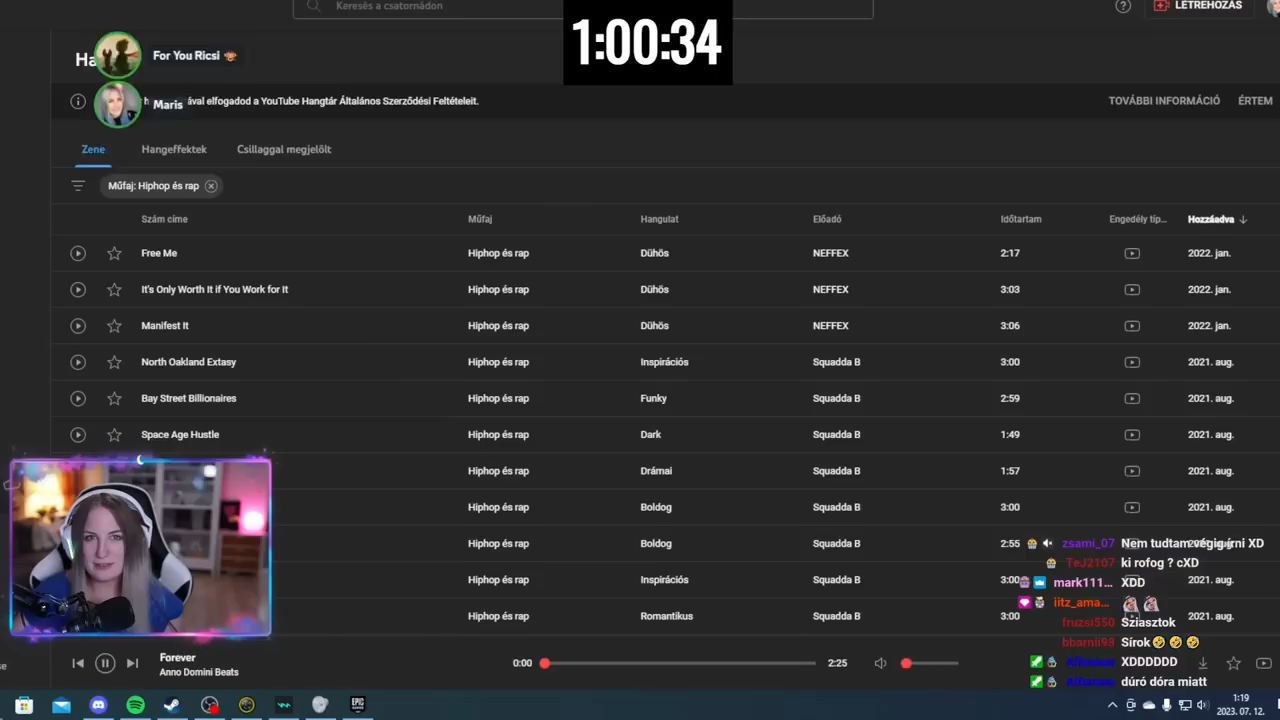 Keresés a csatornádon
LÉTREHOZÁS
1:00:34
Ha
For You Ricsi
Maris
ával elfogadod a YouTube Hangtár Általános Szerződési Feltételeit.
TOVÁBBI INFORMÁCIÓ
ÉRTEM
Zene
Hangeffektek
Csillaggal megjelölt
Műfaj: Hiphop és rap
Szám címe Műfaj Hangulat Előadó Időtartam Engedély típ... Hozzáadva
Free Me Hiphop és rap Dühös NEFFEX 2:17 2022. jan.
It's Only Worth It if You Work for It Hiphop és rap Dühös NEFFEX 3:03 2022. jan.
Manifest It Hiphop és rap Dühös NEFFEX 3:06 2022. jan.
North Oakland Extasy Hiphop és rap Inspirációs Squadda B 3:00 2021. aug.
Bay Street Billionaires Hiphop és rap Funky Squadda B 2:59 2021. aug.
Space Age Hustle Hiphop és rap Dark Squadda B 1:49 2021. aug.
Hiphop és rap Drámai Squadda B 1:57 2021. aug.
Hiphop és rap Boldog Squadda B 3:00 2021. aug.
Hiphop és rap Boldog Squadda B 2:55
Hiphop és rap Inspirációs Squadda B 3:00 2021. aug.
Hiphop és rap Romantikus Squadda B 3:00 2021. aug.
zsami_07 Nem tudtam végig írni XD
TeJ2107 ki rofog ? cXD
mark111... XDD
iitz_ama...
fruzsi550 Sziasztok
bbarnii98 Sírok
XDDDDDD
dúró dóra miatt
Forever
Anno Domini Beats
0:00
2:25
1:19
2023. 07. 12.